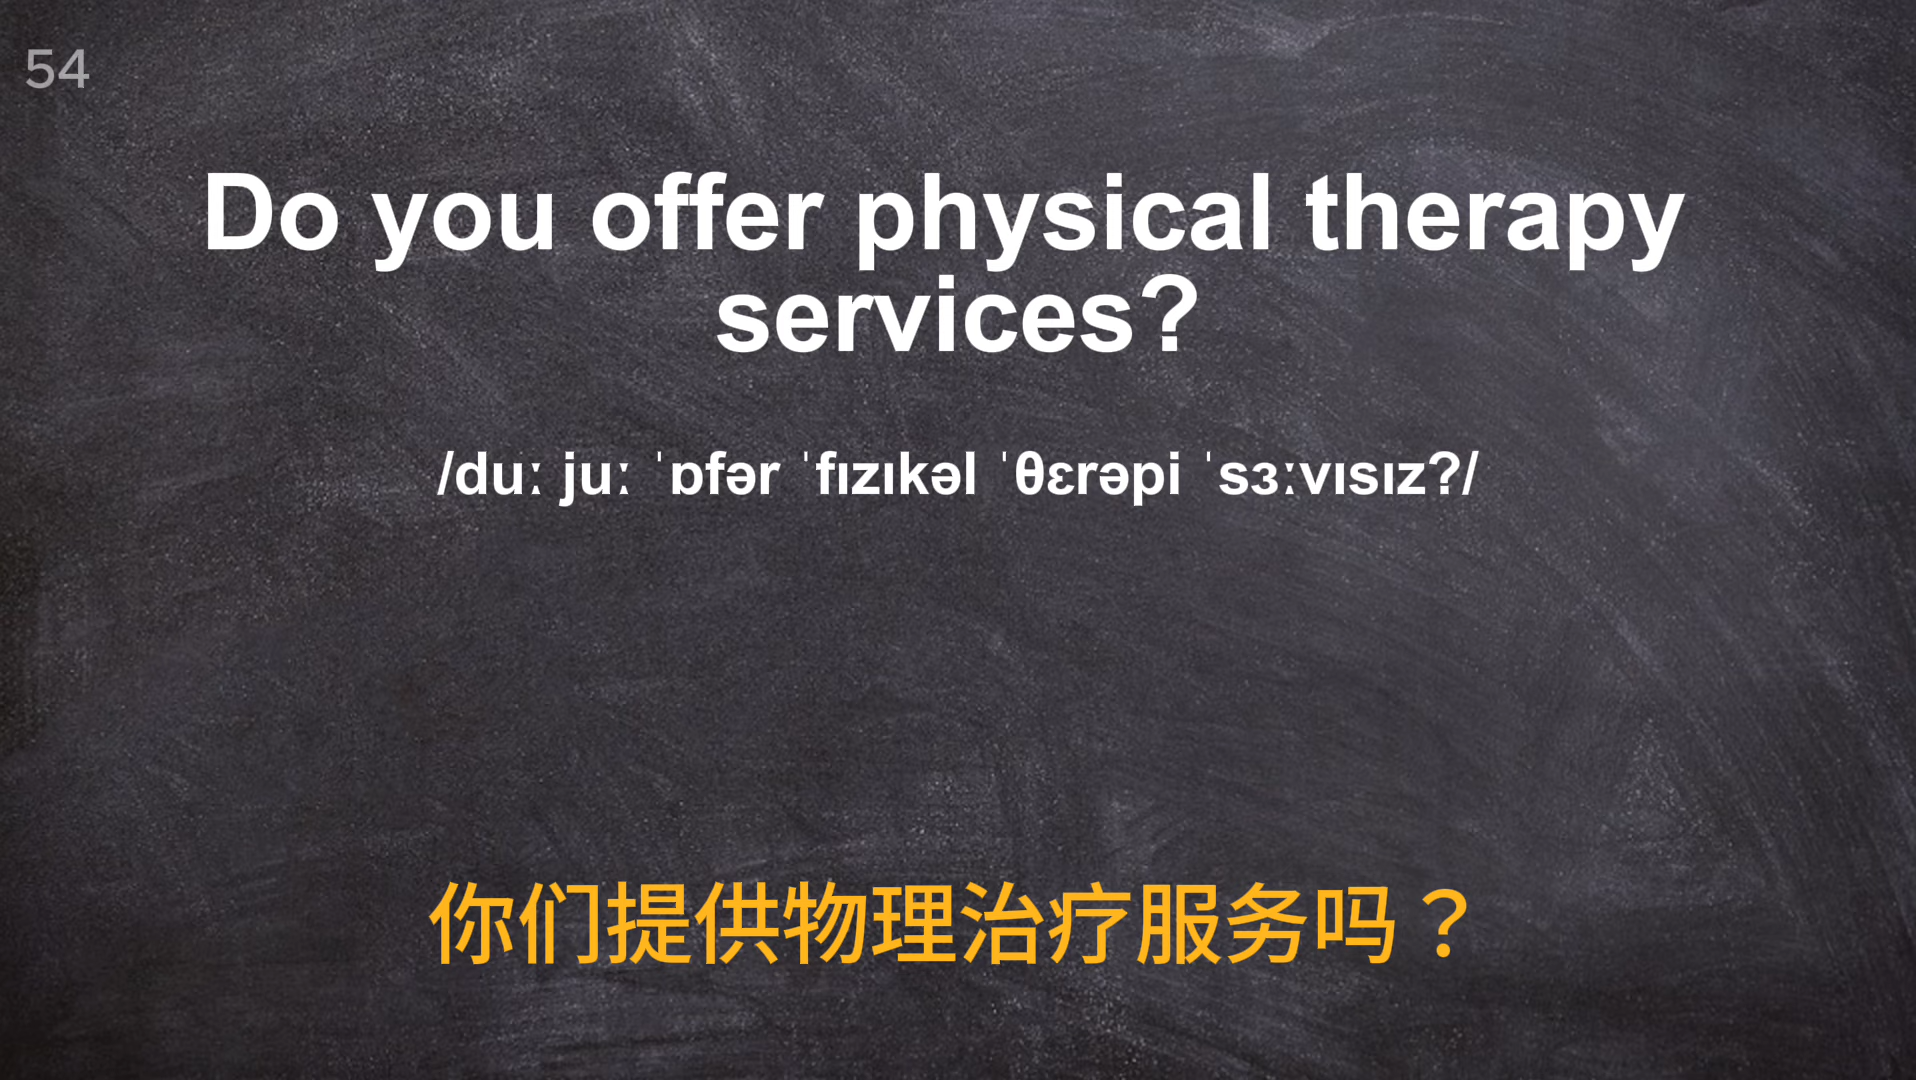 54
Do you offer physical therapy
services?
/duː juː ˈɒfər ˈfɪzɪkəl ˈθɛrəpi ˈsɜːvɪsɪz?/
你们提供物理治疗服务吗？